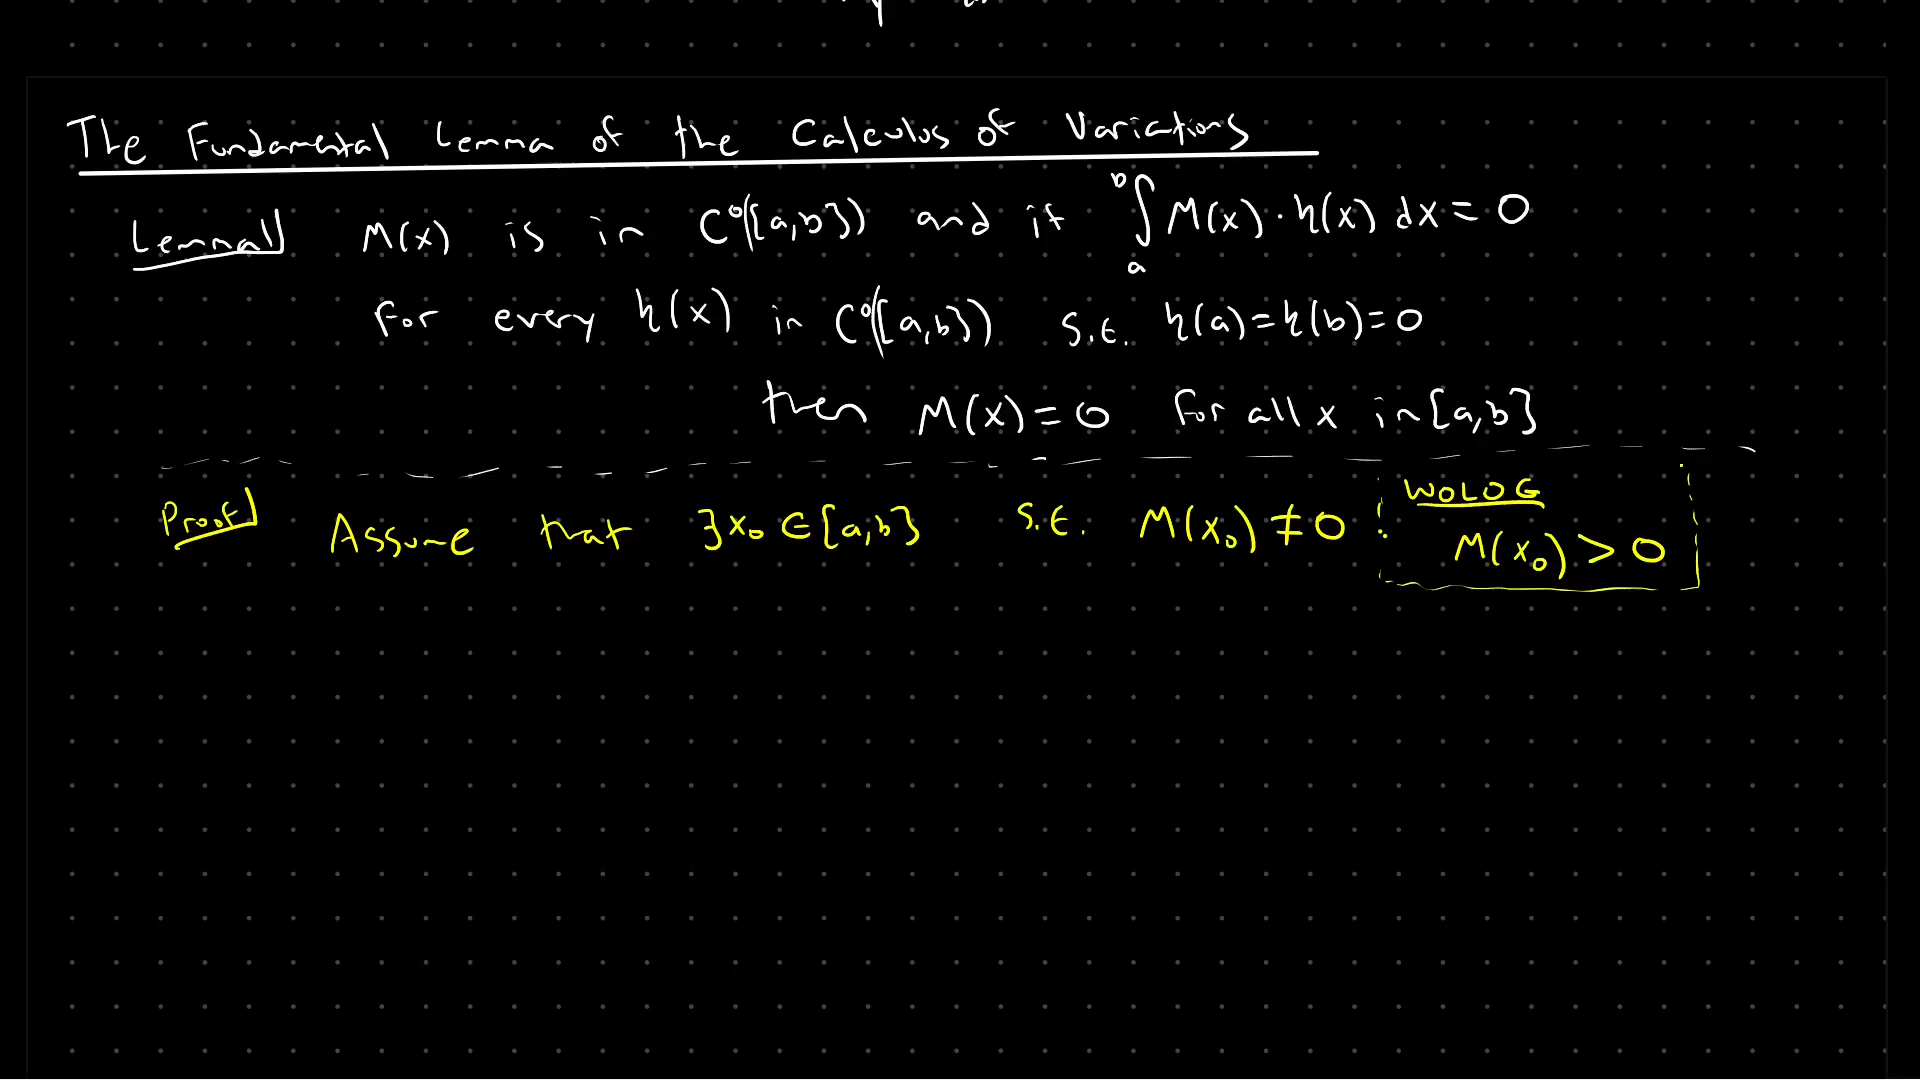 The Fundamental Lemma of the Calculus of Variations
Lemma M(x) is in C⁰([a,b]) and if ∫ₐᵇ M(x)·η(x) dx = 0
for every η(x) in C⁰([a,b]) s.t. η(a)=η(b)=0
then M(x)=0 for all x in [a,b]
Proof Assume that ∃x₀∈[a,b] s.t. M(x₀)≠0
WOLOG
M(x₀)>0